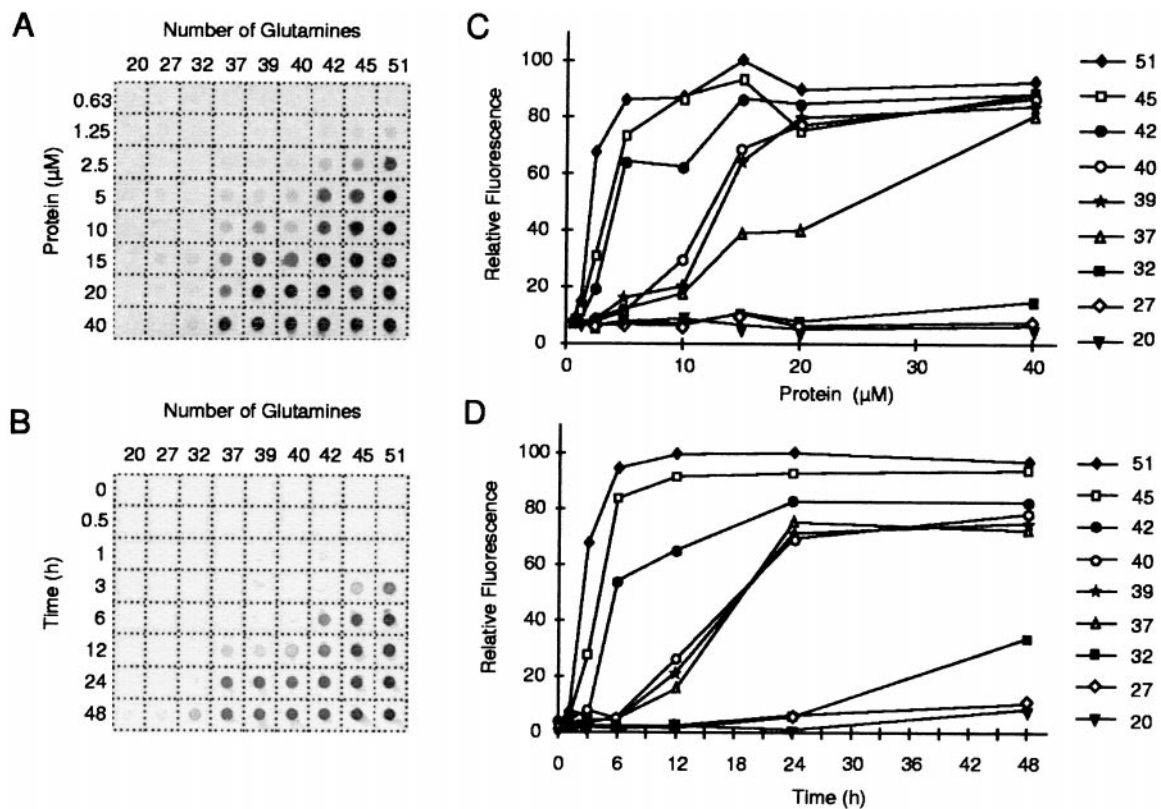 A
Number of Glutamines
20 27 32 37 39 40 42 45 51
Protein (µM)
0.63
1.25
2.5
5
10
15
20
40
B
Number of Glutamines
20 27 32 37 39 40 42 45 51
Time (h)
0
0.5
1
3
6
12
24
48
C
Relative Fluorescence
100
80
60
40
20
0
0 10 20 30 40
Protein (µM)
51
45
42
40
39
37
32
27
20
D
Relative Fluorescence
100
80
60
40
20
0
0 6 12 18 24 30 36 42 48
Time (h)
51
45
42
40
39
37
32
27
20